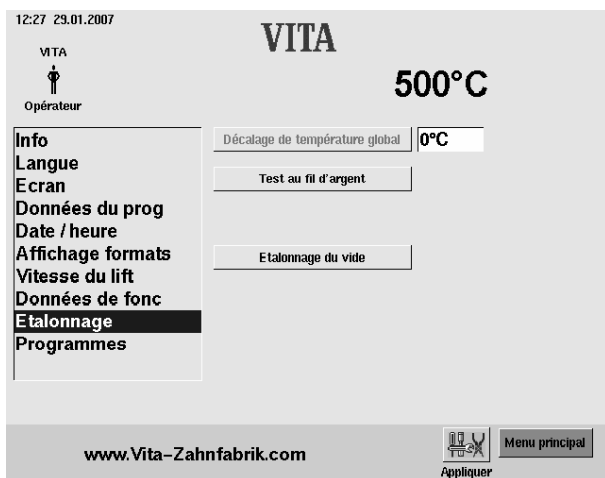 12:27 29.01.2007
VITA
VITA
Opérateur
500°C
Info
Langue
Ecran
Données du prog
Date / heure
Affichage formats
Vitesse du lift
Données de fonc
Etalonnage
Programmes
Décalage de température global
0°C
Test au fil d'argent
Etalonnage du vide
www.Vita-Zahnfabrik.com
Appliquer
Menu principal